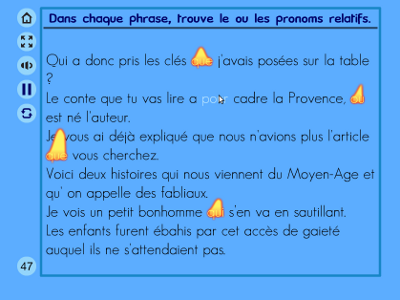 Dans chaque phrase, trouve le ou les pronoms relatifs.
Qui a donc pris les clés que j'avais posées sur la table
?
Le conte que tu vas lire a pour cadre la Provence, où
est né l'auteur.
Je vous ai déjà expliqué que nous n'avions plus l'article
que vous cherchez.
Voici deux histoires qui nous viennent du Moyen-Age et
qu' on appelle des fabliaux.
Je vois un petit bonhomme qui s'en va en sautillant.
Les enfants furent ébahis par cet accès de gaieté
auquel ils ne s'attendaient pas.
47